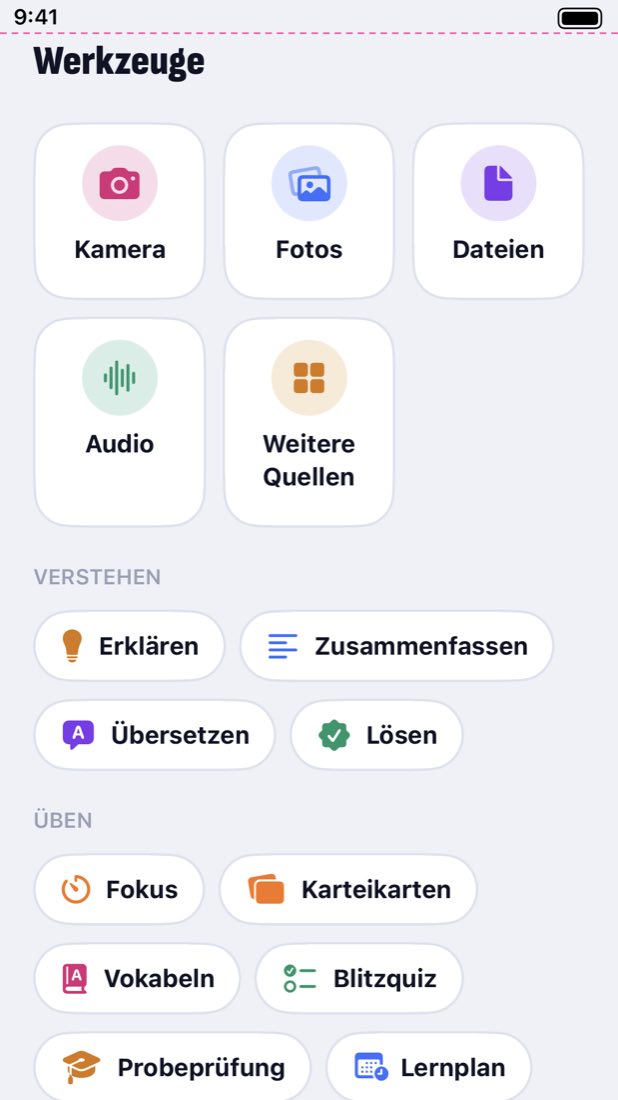 9:41
Werkzeuge
Kamera
Fotos
Dateien
Audio
Weitere
Quellen
VERSTEHEN
Erklären
Zusammenfassen
A
Übersetzen
Lösen
ÜBEN
Fokus
Karteikarten
A
Vokabeln
Blitzquiz
Probeprüfung
Lernplan